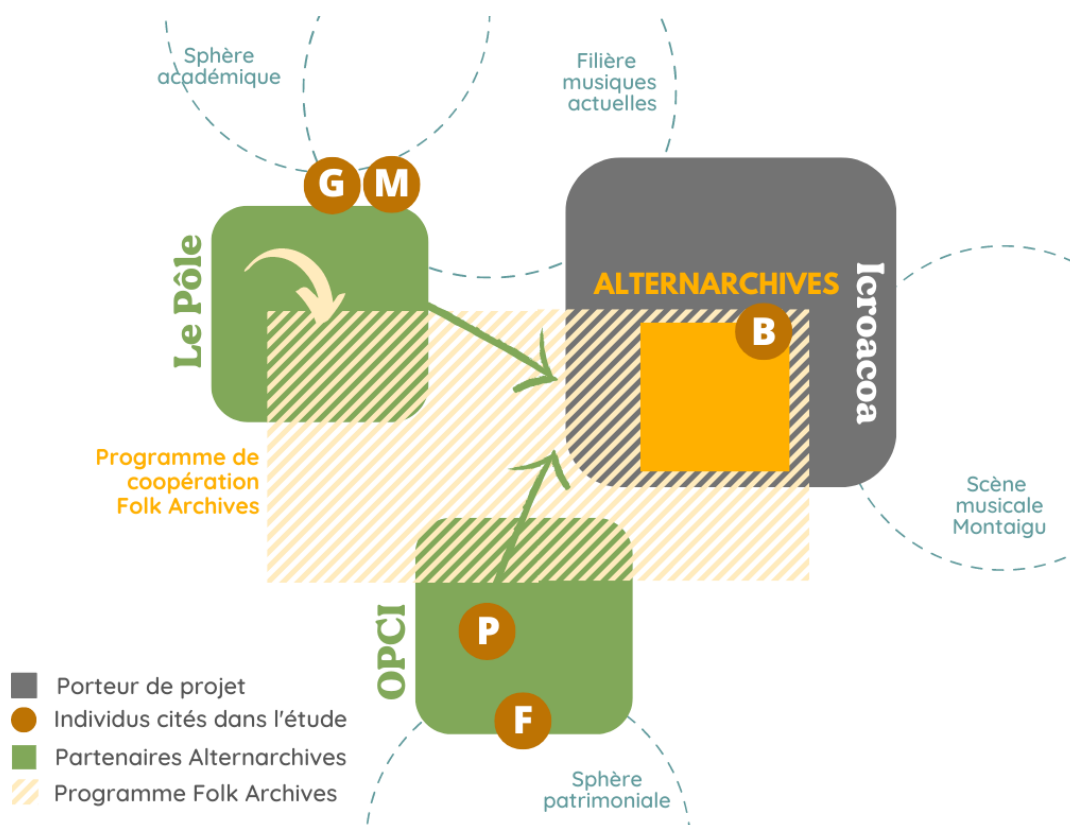 Sphère
académique
Filière
musiques
actuelles
G
M
Le Pôle
ALTERNARCHIVES
Icroacoa
B
Programme de
coopération
Folk Archives
Scène
musicale
Montaigu
OPCI
P
F
Porteur de projet
Individus cités dans l'étude
Partenaires Alternarchives
Programme Folk Archives
Sphère
patrimoniale